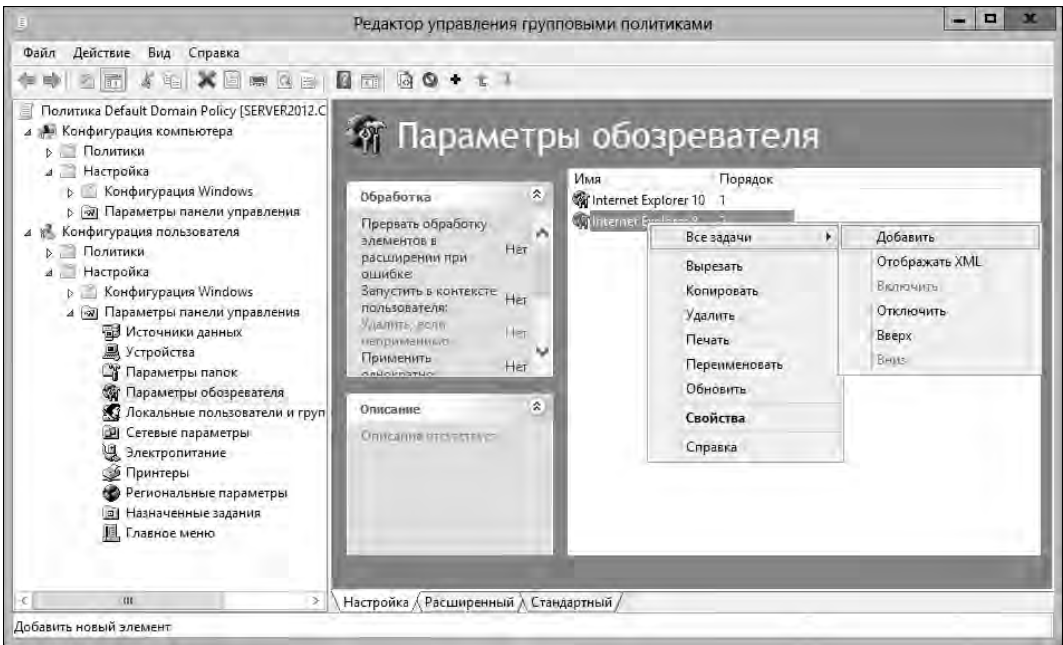 Редактор управления групповыми политиками
Файл Действие Вид Справка
Политика Default Domain Policy [SERVER2012.C
Конфигурация компьютера
Политики
Настройка
Конфигурация Windows
Параметры панели управления
Конфигурация пользователя
Политики
Настройка
Конфигурация Windows
Параметры панели управления
Источники данных
Устройства
Параметры папок
Параметры обозревателя
Локальные пользователи и груп
Сетевые параметры
Электропитание
Принтеры
Региональные параметры
Назначенные задания
Главное меню
Параметры обозревателя
Обработка
Прервать обработку
элементов в
расширении при
ошибке:
Нет
Запустить в контексте
пользователя:
Нет
Удалить, если
неприменимо:
Нет
Применить
однократно:
Нет
Описание
Описание отсутствует
Имя Порядок
Internet Explorer 10 1
Internet Explorer 8
Все задачи
Вырезать
Копировать
Удалить
Печать
Переименовать
Обновить
Свойства
Справка
Добавить
Отображать XML
Включить
Отключить
Вверх
Вниз
Настройка Расширенный Стандартный
Добавить новый элемент